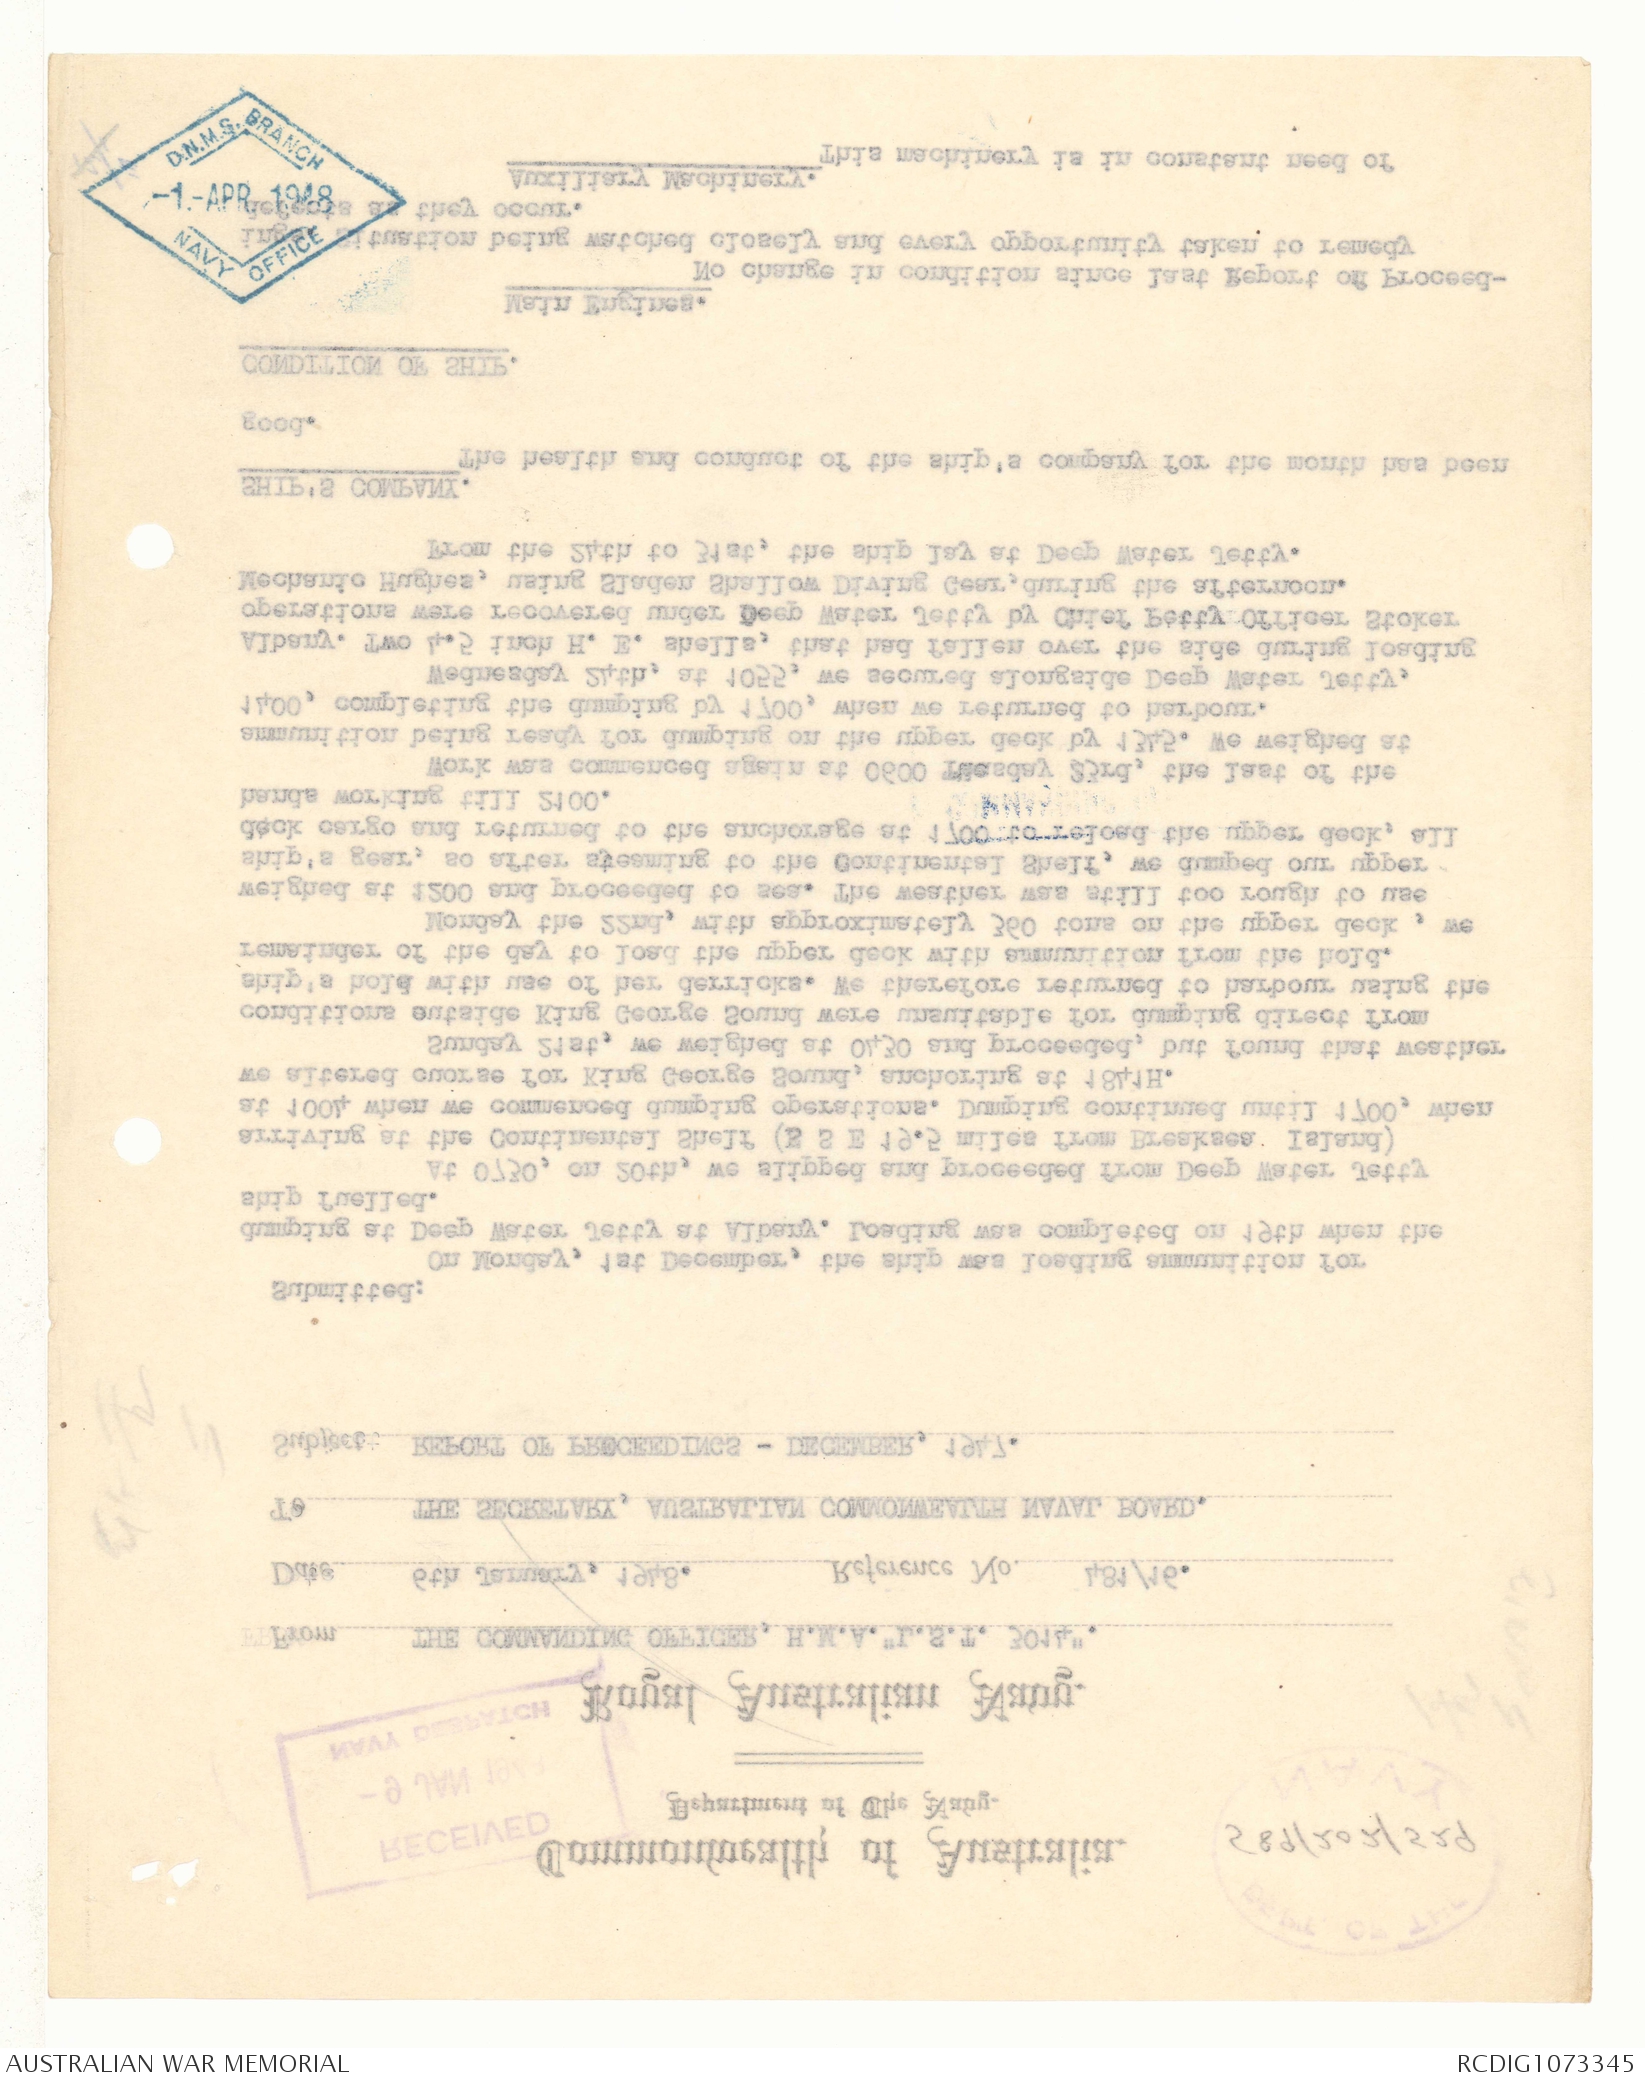 D.N.M.S. BRANCH
-1-APR 1948
NAVY OFFICE
DEPT OF THE
NAVY
589/202/529
RECEIVED
-9 JAN
NAVY DESPATCH
Commonwealth of Australia.
Department of The Navy.
Royal Australian Navy.
From THE COMMANDING OFFICER, H.M.A."L.S.T. 3014".
Date 6th January, 1948. Reference No. 481/16.
To THE SECRETARY, AUSTRALIAN COMMONWEALTH NAVAL BOARD.
Subject: REPORT OF PROCEEDINGS - DECEMBER, 1947.
Submitted:
On Monday, 1st December, the ship was loading ammunition for
dumping at Deep Water Jetty at Albany. Loading was completed on 19th when the
ship fuelled.
At 0730, on 20th, we slipped and proceeded from Deep Water Jetty
arriving at the Continental Shelf (E S E 19.5 miles from Breaksea Island)
at 1004 when we commenced dumping operations. Dumping continued until 1700, when
we altered cuorse for King George Sound, anchoring at 1841H.
Sunday 21st, we weighed at 0430 and proceeded, but found that weather
conditions outside King George Sound were unsuitable for dumping direct from
ship's hold with use of her derricks. We therefore returned to harbour using the
remainder of the day to load the upper deck with ammunition from the hold.
Monday the 22nd, with approximately 360 tons on the upper deck , we
weighed at 1200 and proceeded to sea. The weather was still too rough to use
ship's gear, so after steaming to the Continental Shelf, we dumped our upper
deck cargo and returned to the anchorage at 1700 to reload the upper deck, all
hands working till 2100.
Work was commenced again at 0600 Tuesday 23rd, the last of the
ammunition being ready for dumping on the upper deck by 1345. We weighed at
1400, completing the dumping by 1700, when we returned to harbour.
Wednesday 24th, at 1055, we secured alongside Deep Water Jetty,
Albany. Two 4.5 inch H. E. shells, that had fallen over the side during loading
operations were recovered under Deep Water Jetty by Chief Petty Officer Stoker
Mechanic Hughes, using Sladen Shallow Diving Gear,during the afternoon.
From the 24th to 31st, the ship lay at Deep Water Jetty.
SHIP'S COMPANY.
The health and conduct of the ship's company for the month has been
good.
CONDITION OF SHIP.
Main Engines.
No change in condition since last Report of Proceed-
ing. Situation being watched closely and every opportunity taken to remedy
defects as they occur.
Auxiliary Machinery.
This machinery is in constant need of
AUSTRALIAN WAR MEMORIAL
RCDIG1073345